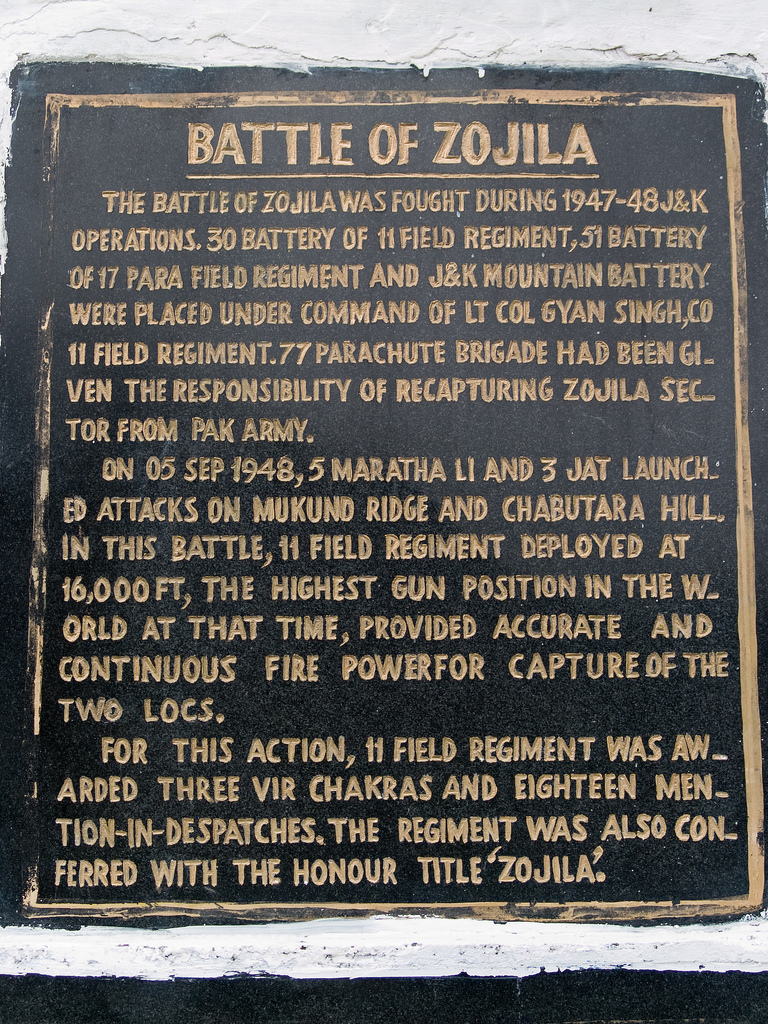 BATTLE OF ZOJILA
THE BATTLE OF ZOJILA WAS FOUGHT DURING 1947-48 J&K
OPERATIONS. 30 BATTERY OF 11 FIELD REGIMENT, 51 BATTERY
OF 17 PARA FIELD REGIMENT AND J&K MOUNTAIN BATTERY
WERE PLACED UNDER COMMAND OF LT COL GYAN SINGH, CO
11 FIELD REGIMENT. 77 PARACHUTE BRIGADE HAD BEEN GI-
VEN THE RESPONSIBILITY OF RECAPTURING ZOJILA SEC-
TOR FROM PAK ARMY.
ON 05 SEP 1948, 5 MARATHA LI AND 3 JAT LAUNCH-
ED ATTACKS ON MUKUND RIDGE AND CHABUTARA HILL.
IN THIS BATTLE, 11 FIELD REGIMENT DEPLOYED AT
16,000 FT, THE HIGHEST GUN POSITION IN THE W-
ORLD AT THAT TIME, PROVIDED ACCURATE AND
CONTINUOUS FIRE POWERFOR CAPTURE OF THE
TWO LOCS.
FOR THIS ACTION, 11 FIELD REGIMENT WAS AW-
ARDED THREE VIR CHAKRAS AND EIGHTEEN MEN-
TION-IN-DESPATCHES. THE REGIMENT WAS ALSO CON-
FERRED WITH THE HONOUR TITLE 'ZOJILA'.